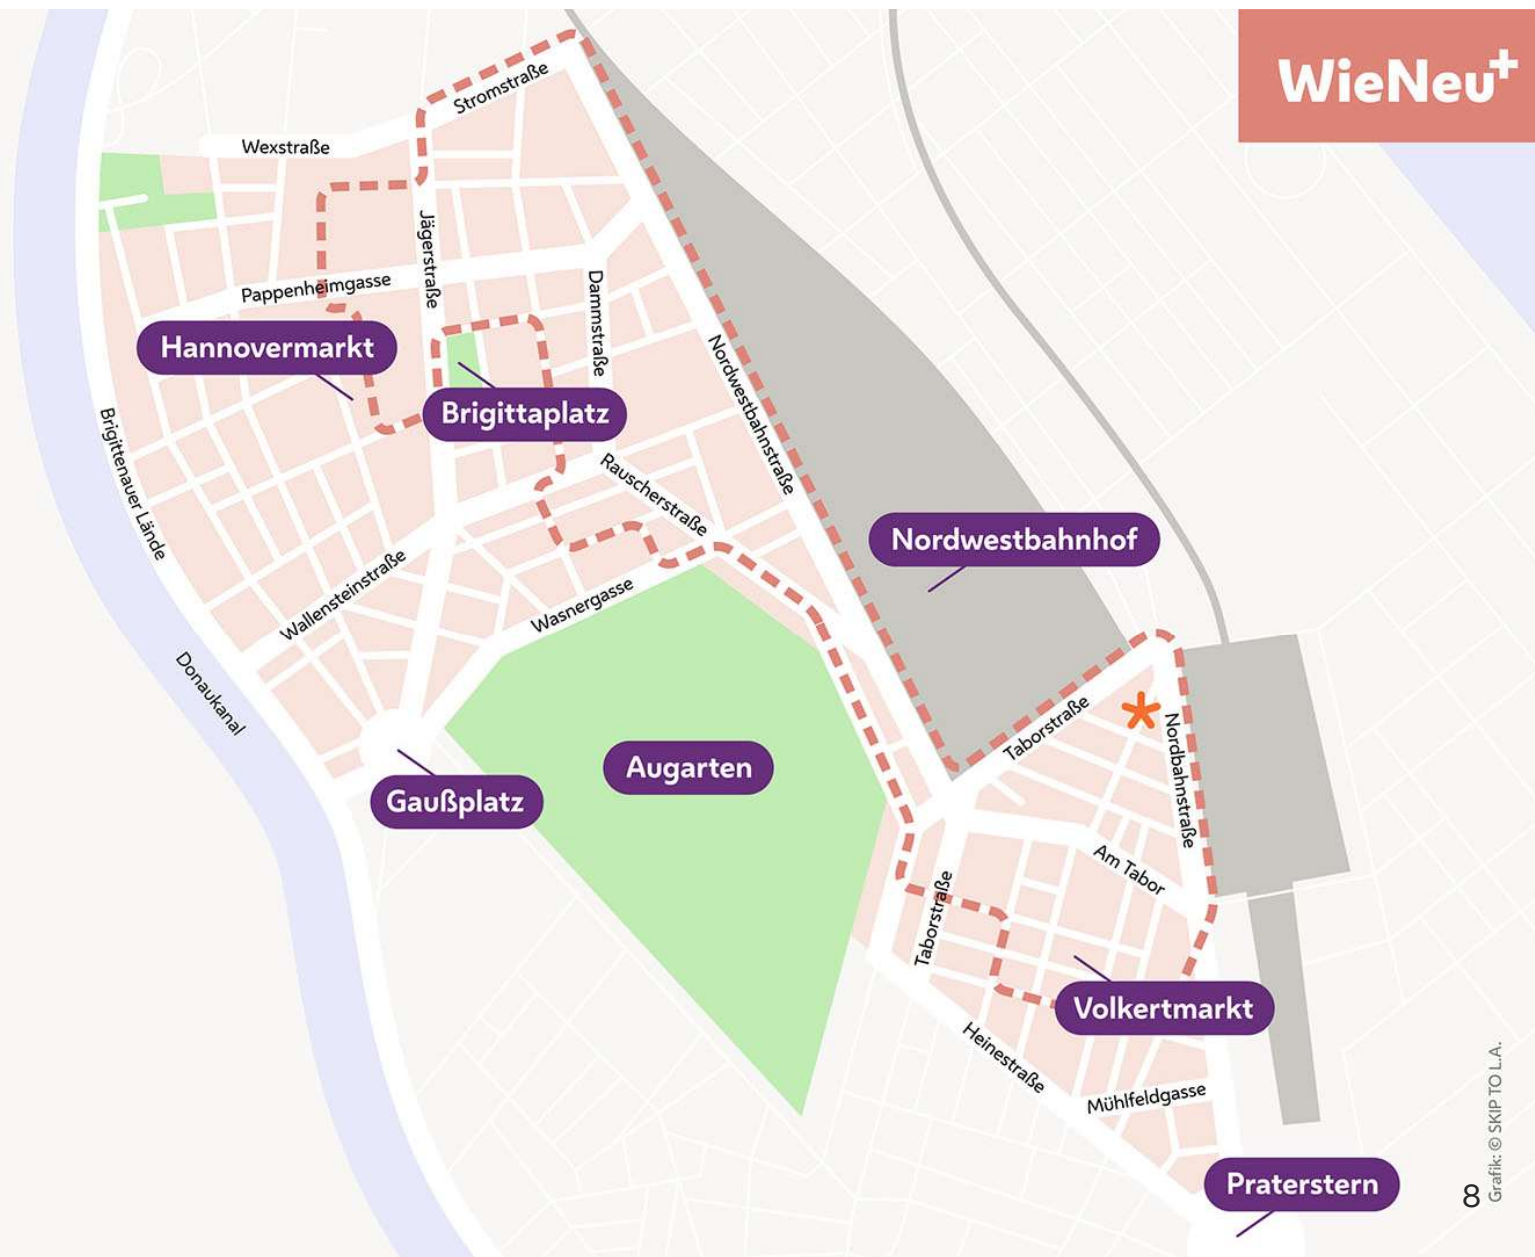 WieNeu+
Stromstraße
Wexstraße
Jägerstraße
Pappenheimgasse
Dammstraße
Hannovermarkt
Brigittaplatz
Nordwestbahnstraße
Brigittenauer Lände
Rauscherstraße
Nordwestbahnhof
Wallensteinstraße
Wasnergasse
Donaukanal
Taborstraße
Nordbahnstraße
Augarten
Gaußplatz
Am Tabor
Taborstraße
Volkertmarkt
Heinestraße
Mühlfeldgasse
Praterstern
8
Grafik: © SKIP TO L.A.